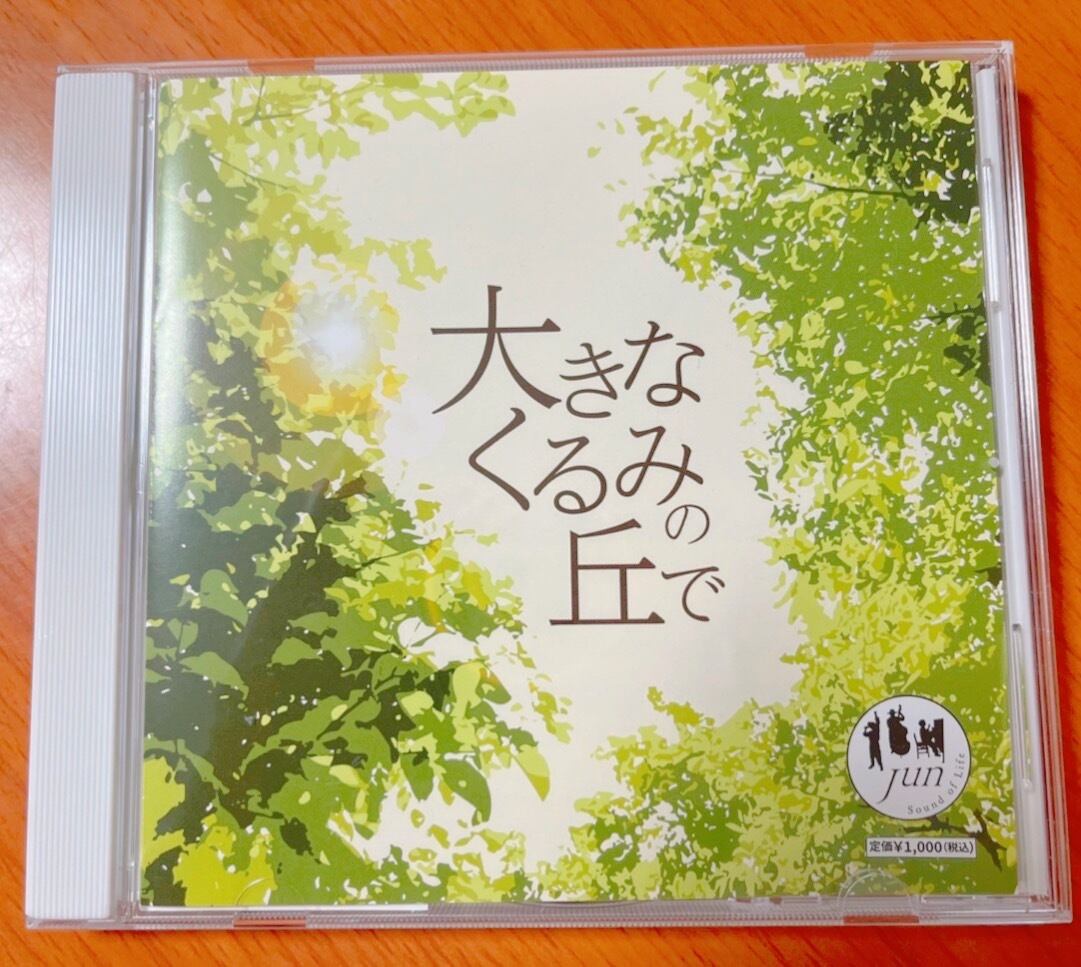 大きな
くるみの
丘で
jun
Sound of Life
定価¥1,000(税込)